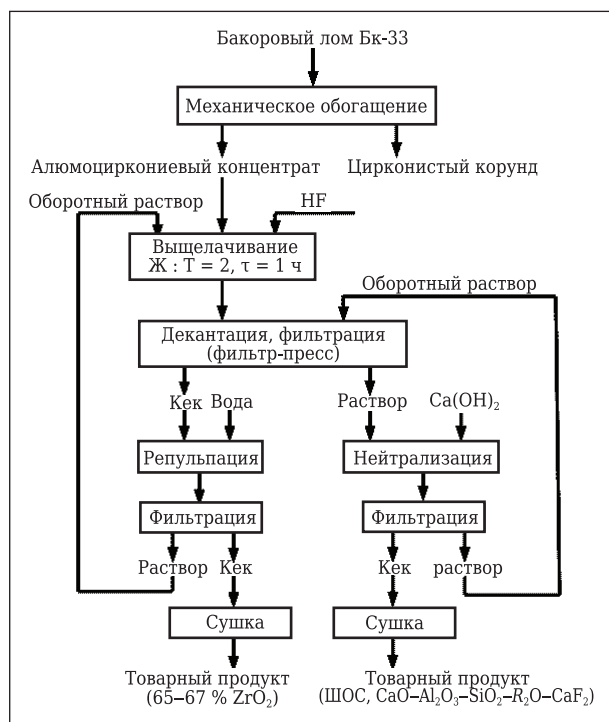 Бакоровый лом Бк-33
Механическое обогащение
Алюмоциркониевый концентрат
Цирконистый корунд
Оборотный раствор
HF
Выщелачивание
Ж : Т = 2, τ = 1 ч
Оборотный раствор
Декантация, фильтрация
(фильтр-пресс)
Кек
Вода
Раствор
Ca(OH)₂
Репульпация
Нейтрализация
Фильтрация
Фильтрация
Раствор
Кек
Кек
раствор
Сушка
Сушка
Товарный продукт
(65–67 % ZrO₂)
Товарный продукт
(ШОС, CaO–Al₂O₃–SiO₂–R₂O–CaF₂)